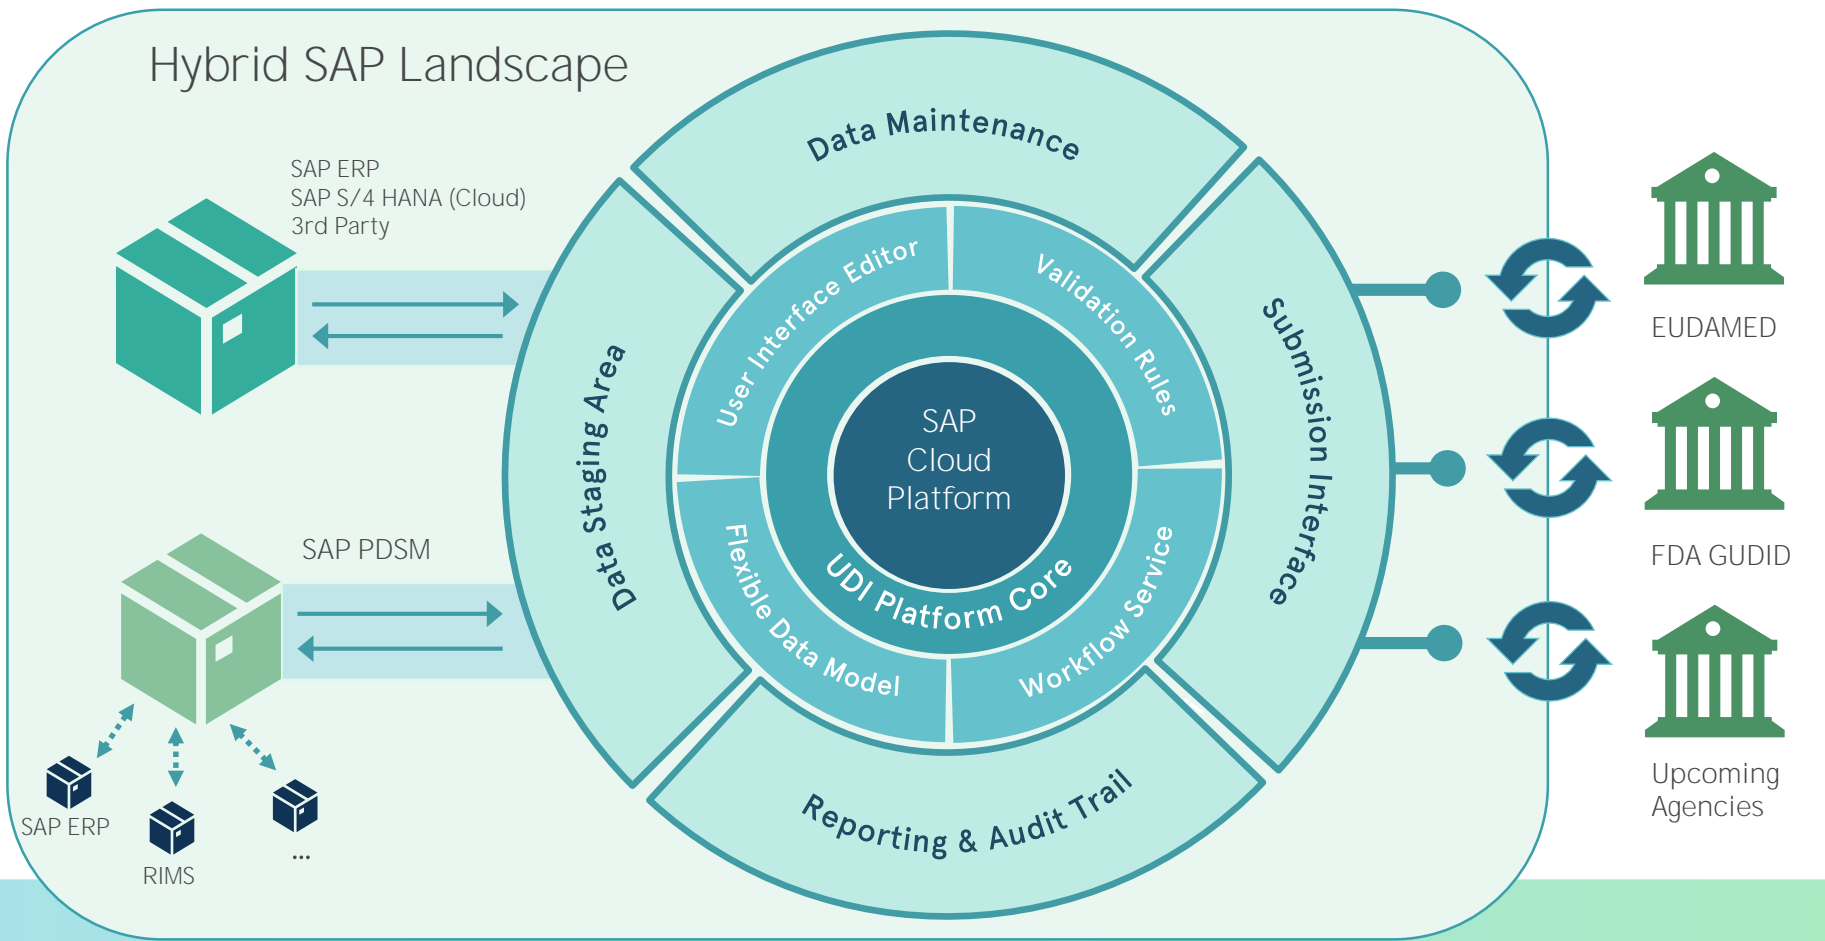 Hybrid SAP Landscape
SAP ERP
SAP S/4 HANA (Cloud)
3rd Party
SAP PDSM
SAP ERP
RIMS
...
Data Maintenance
Data Staging Area
Submission Interface
Reporting & Audit Trail
User Interface Editor
Validation Rules
Flexible Data Model
Workflow Service
SAP
Cloud
Platform
UDI Platform Core
EUDAMED
FDA GUDID
Upcoming
Agencies